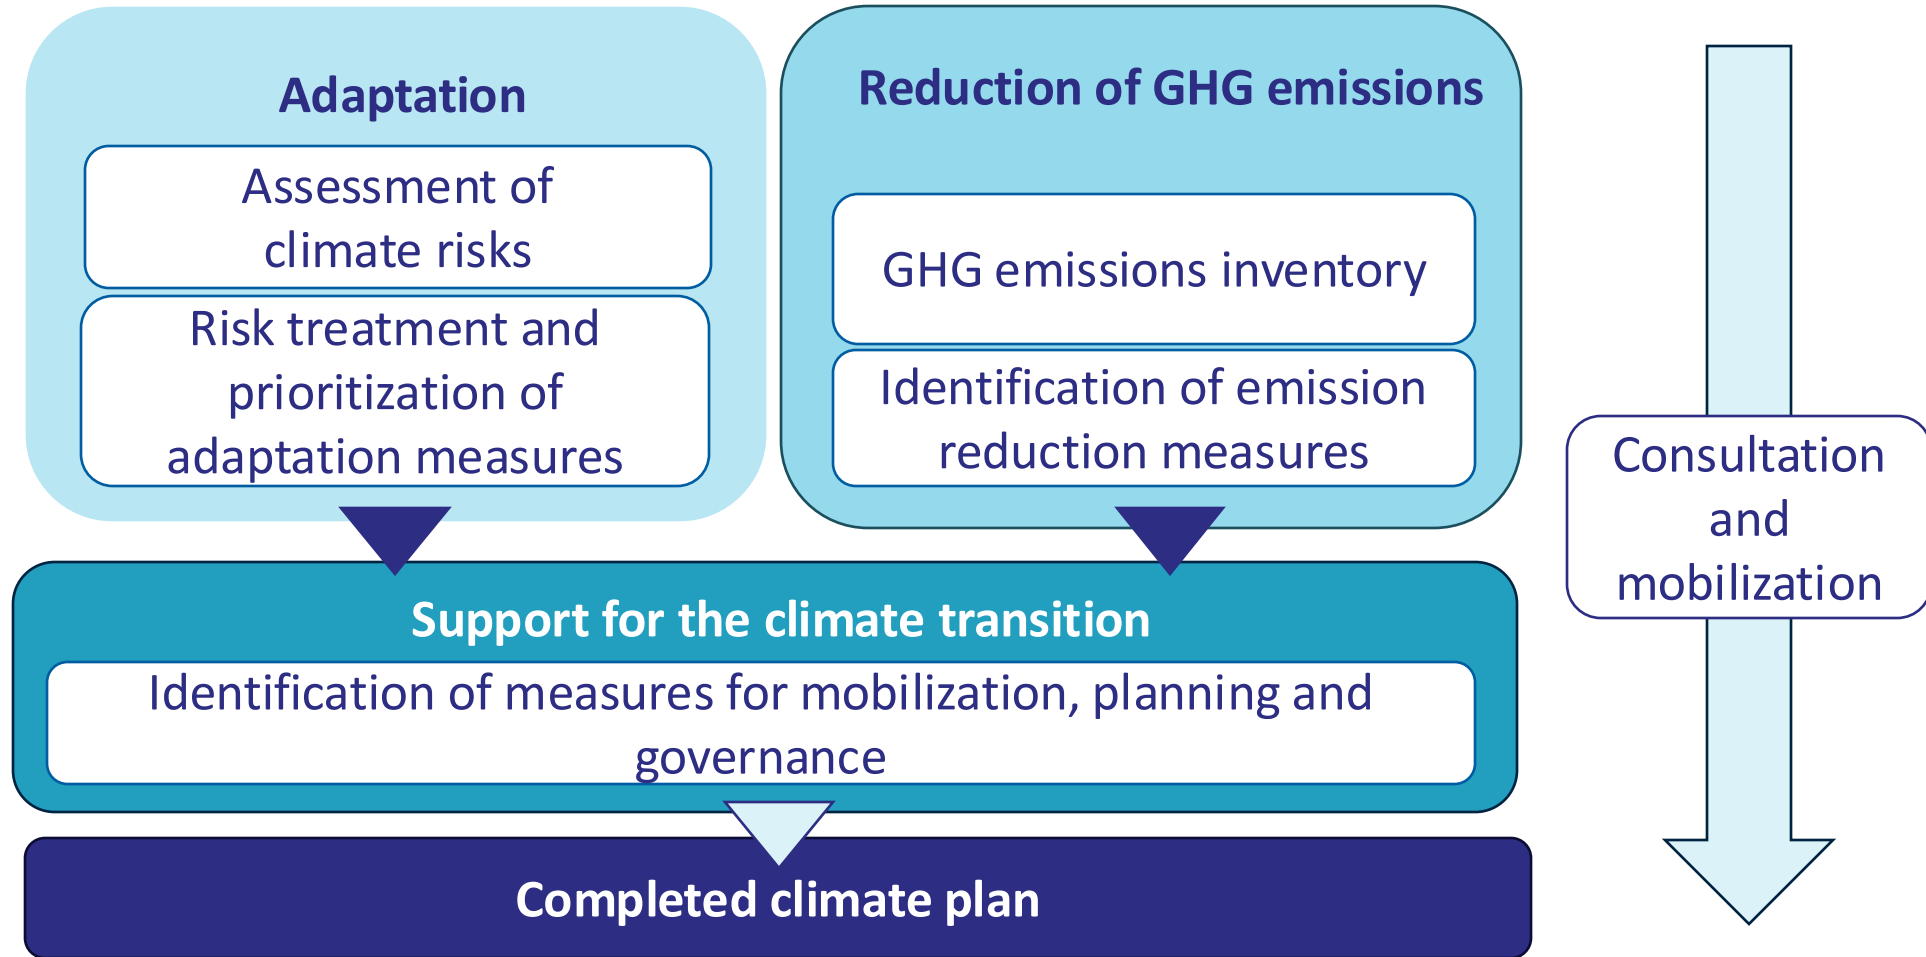 Adaptation
Assessment of
climate risks
Risk treatment and
prioritization of
adaptation measures
Reduction of GHG emissions
GHG emissions inventory
Identification of emission
reduction measures
Support for the climate transition
Identification of measures for mobilization, planning and
governance
Completed climate plan
Consultation
and
mobilization